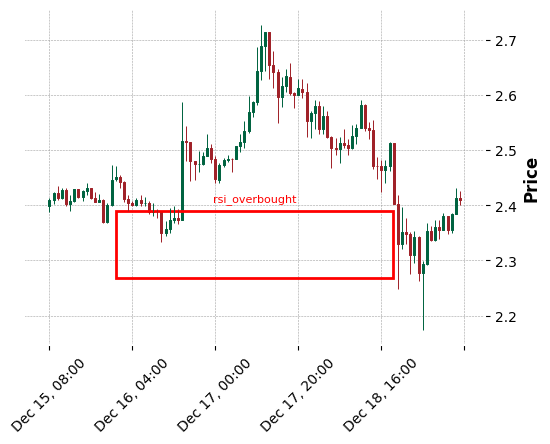 2.7
2.6
2.5
rsi_overbought
2.4
2.3
2.2
Price
Dec 15, 08:00
Dec 16, 04:00
Dec 17, 00:00
Dec 17, 20:00
Dec 18, 16:00